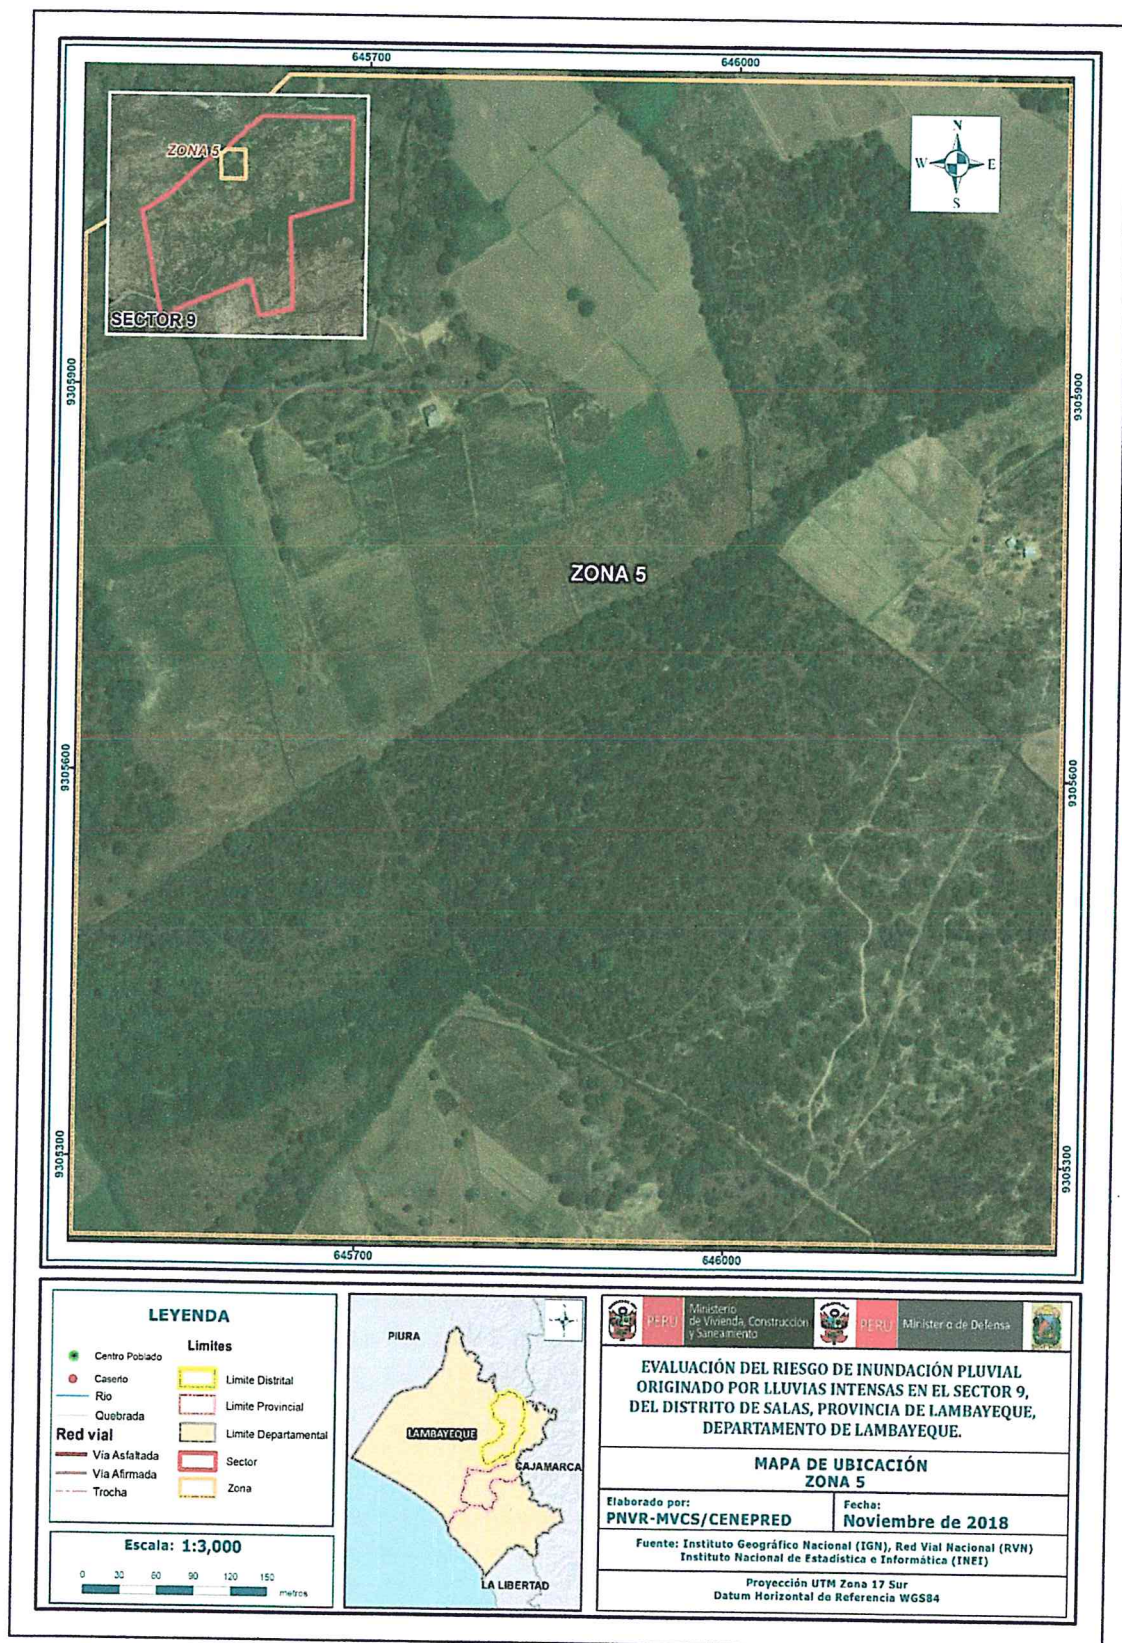 645700
646000
ZONA 5
SECTOR 9
N
W E
S
9305900
9305900
ZONA 5
9305600
9305600
9305300
9305300
645700
646000
LEYENDA
Limites
Centro Poblado
Caserío
Rio
Quebrada
Red vial
Vía Asfaltada
Vía Afirmada
Trocha
Limite Distrital
Limite Provincial
Limite Departamental
Sector
Zona
Escala: 1:3,000
0 30 60 90 120 150
metros
PIURA
LAMBAYEQUE
CAJAMARCA
LA LIBERTAD
PERÚ
Ministerio
de Vivienda, Construcción
y Saneamiento
PERÚ
Ministerio de Defensa
EVALUACIÓN DEL RIESGO DE INUNDACIÓN PLUVIAL
ORIGINADO POR LLUVIAS INTENSAS EN EL SECTOR 9,
DEL DISTRITO DE SALAS, PROVINCIA DE LAMBAYEQUE,
DEPARTAMENTO DE LAMBAYEQUE.
MAPA DE UBICACIÓN
ZONA 5
Elaborado por:
PNVR-MVCS/CENEPRED
Fecha:
Noviembre de 2018
Fuente: Instituto Geográfico Nacional (IGN), Red Vial Nacional (RVN)
Instituto Nacional de Estadística e Informática (INEI)
Proyección UTM Zona 17 Sur
Datum Horizontal de Referencia WGS84